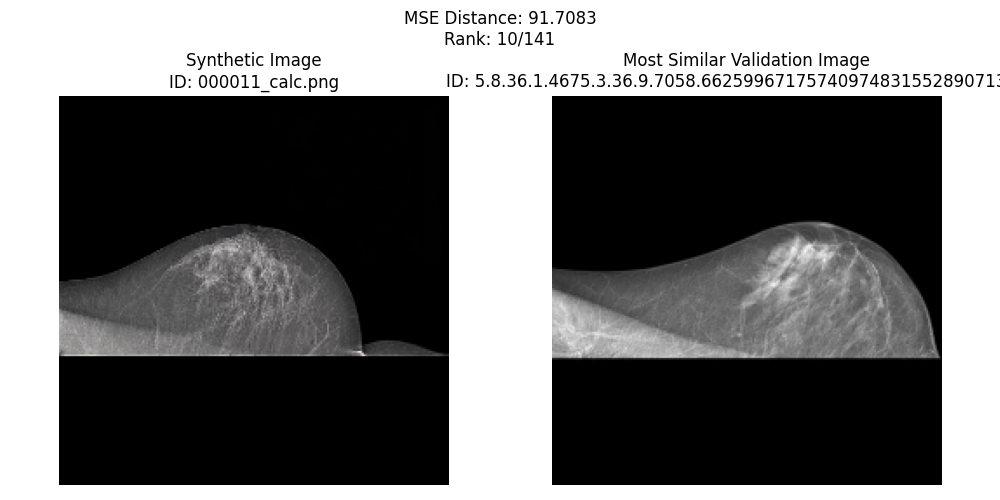 MSE Distance: 91.7083
Rank: 10/141
Synthetic Image
ID: 000011_calc.png
Most Similar Validation Image
ID: 5.8.36.1.4675.3.36.9.7058.66259967175740974831552890713